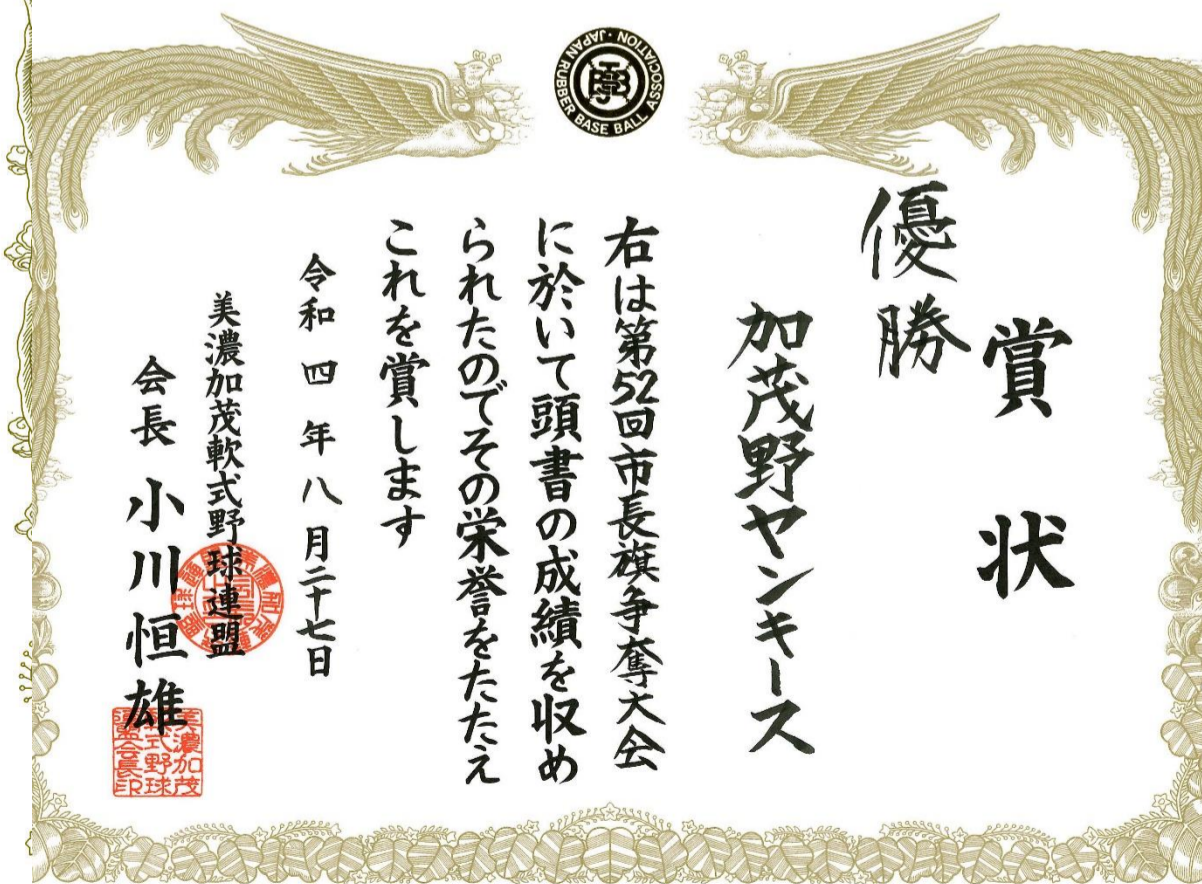 JAPAN RUBBER BASE BALL ASSOCIATION
賞状
優勝
加茂野ヤンキース
右は第52回市長旗争奪大会
に於いて頭書の成績を収め
られたのでその栄誉をたたえ
これを賞します
令和四年八月二十七日
美濃加茂軟式野球連盟
会長 小川恒雄
美濃加茂
軟式野球
連盟会長印